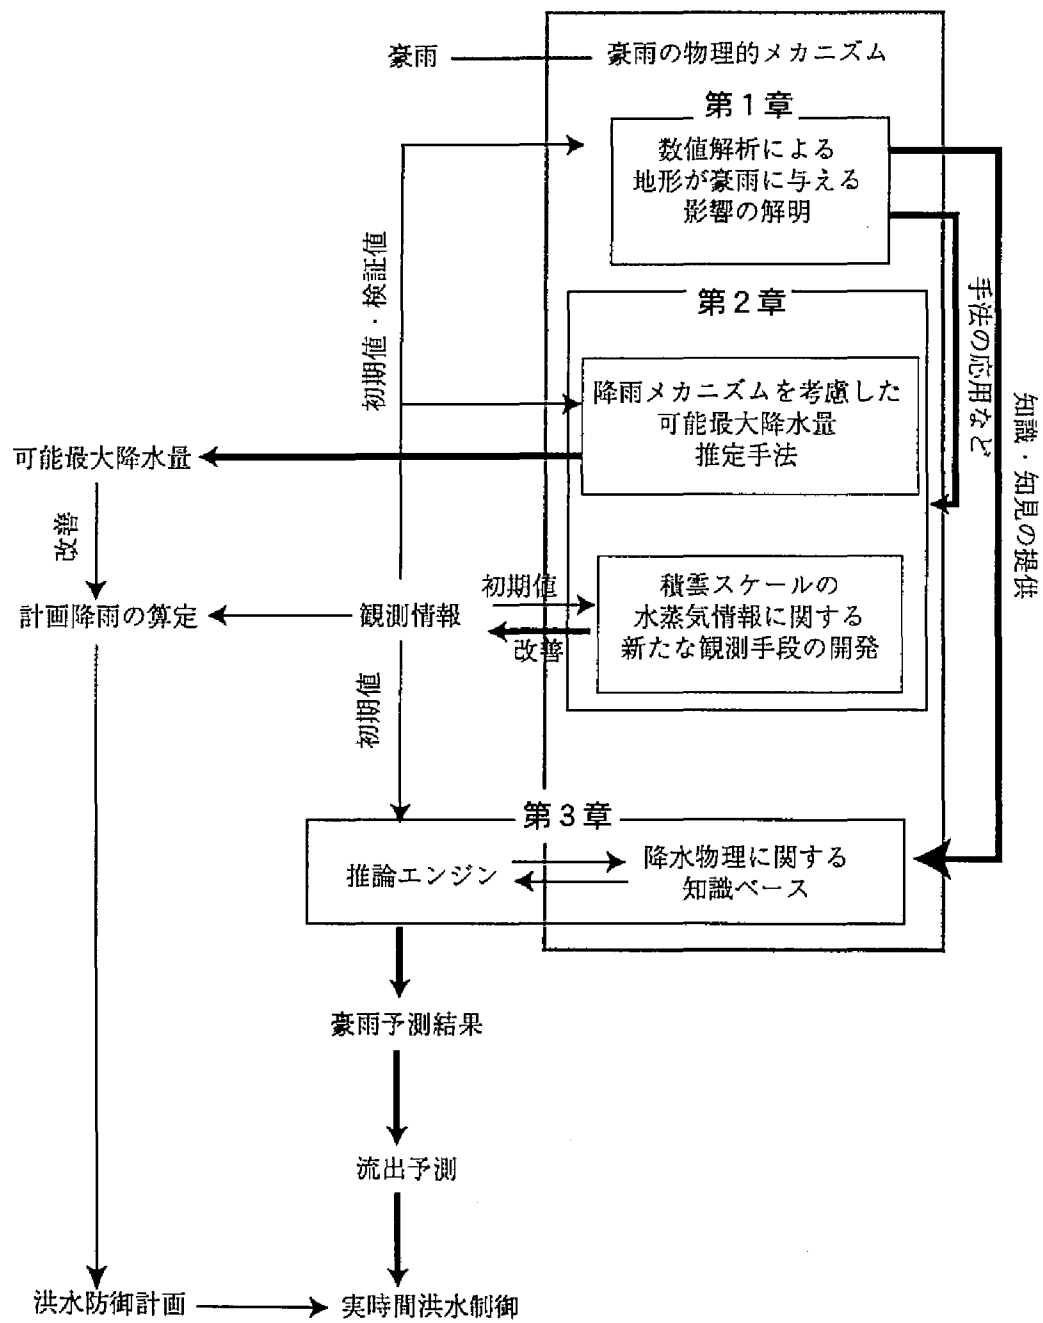 豪雨
豪雨の物理的メカニズム
第1章
数値解析による
地形が豪雨に与える
影響の解明
初期値・検証値
手法の応用など
知識・知見の提供
第2章
降雨メカニズムを考慮した
可能最大降水量
推定手法
可能最大降水量
改善
計画降雨の算定
観測情報
初期値
改善
積雲スケールの
水蒸気情報に関する
新たな観測手段の開発
初期値
第3章
推論エンジン
降水物理に関する
知識ベース
豪雨予測結果
流出予測
洪水防御計画
実時間洪水制御